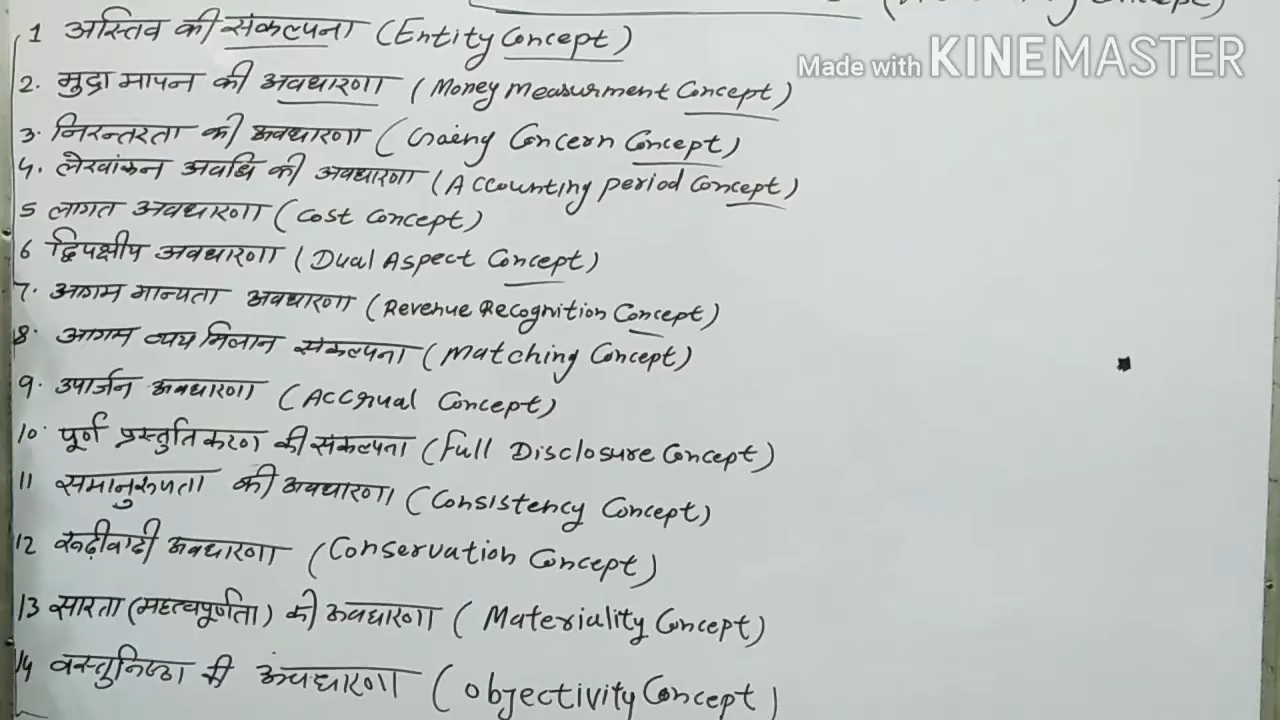 Concept)
Made with KINEMASTER
1 अस्तिव की संकल्पना (Entity Concept)
2. मुद्रा मापन की अवधारणा (Money Measurment Concept)
3. निरन्तरता की अवधारणा (Going Concern Concept)
4. लेखांकन अवधि की अवधारणा (Accounting period Concept)
5 लागत अवधारणा (Cost Concept)
6 द्विपक्षीय अवधारणा (Dual Aspect Concept)
7. आगम मान्यता अवधारणा (Revenue Recognition Concept)
8. आगम व्यय मिलान संकल्पना (Matching Concept)
9. उपार्जन अवधारणा (Accrual Concept)
10. पूर्ण प्रस्तुतिकरण की संकल्पना (Full Disclosure Concept)
11 समानुरूपता की अवधारणा (Consistency Concept)
12 रूढ़ीवादी अवधारणा (Conservation Concept)
13 सारता (महत्वपूर्णता) की अवधारणा (Materiality Concept)
14 वस्तुनिष्ठा की अवधारणा (Objectivity Concept)